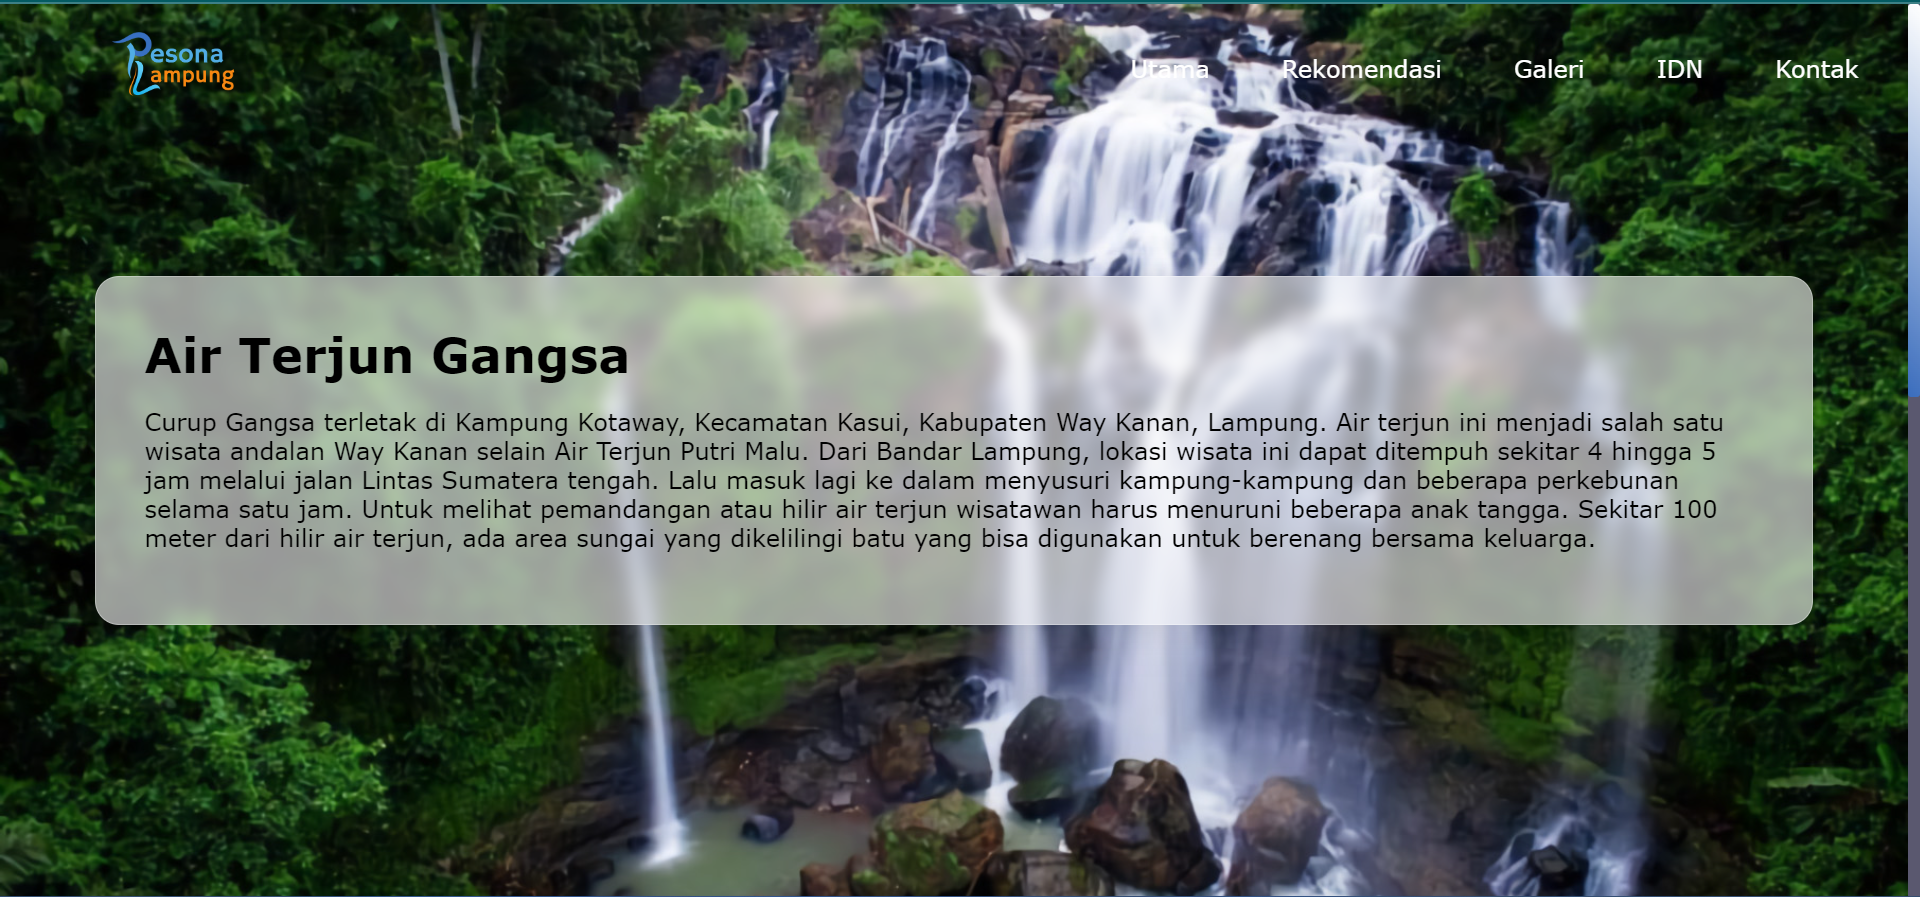 Pesona
Lampung
Utama Rekomendasi Galeri IDN Kontak
Air Terjun Gangsa
Curup Gangsa terletak di Kampung Kotaway, Kecamatan Kasui, Kabupaten Way Kanan, Lampung. Air terjun ini menjadi salah satu
wisata andalan Way Kanan selain Air Terjun Putri Malu. Dari Bandar Lampung, lokasi wisata ini dapat ditempuh sekitar 4 hingga 5
jam melalui jalan Lintas Sumatera tengah. Lalu masuk lagi ke dalam menyusuri kampung-kampung dan beberapa perkebunan
selama satu jam. Untuk melihat pemandangan atau hilir air terjun wisatawan harus menuruni beberapa anak tangga. Sekitar 100
meter dari hilir air terjun, ada area sungai yang dikelilingi batu yang bisa digunakan untuk berenang bersama keluarga.